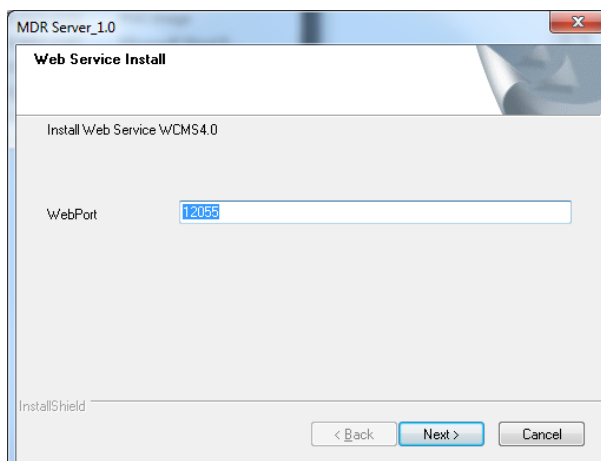 MDR Server_1.0
Web Service Install
Install Web Service WCMS4.0
WebPort 12055
InstallShield
< Back Next > Cancel